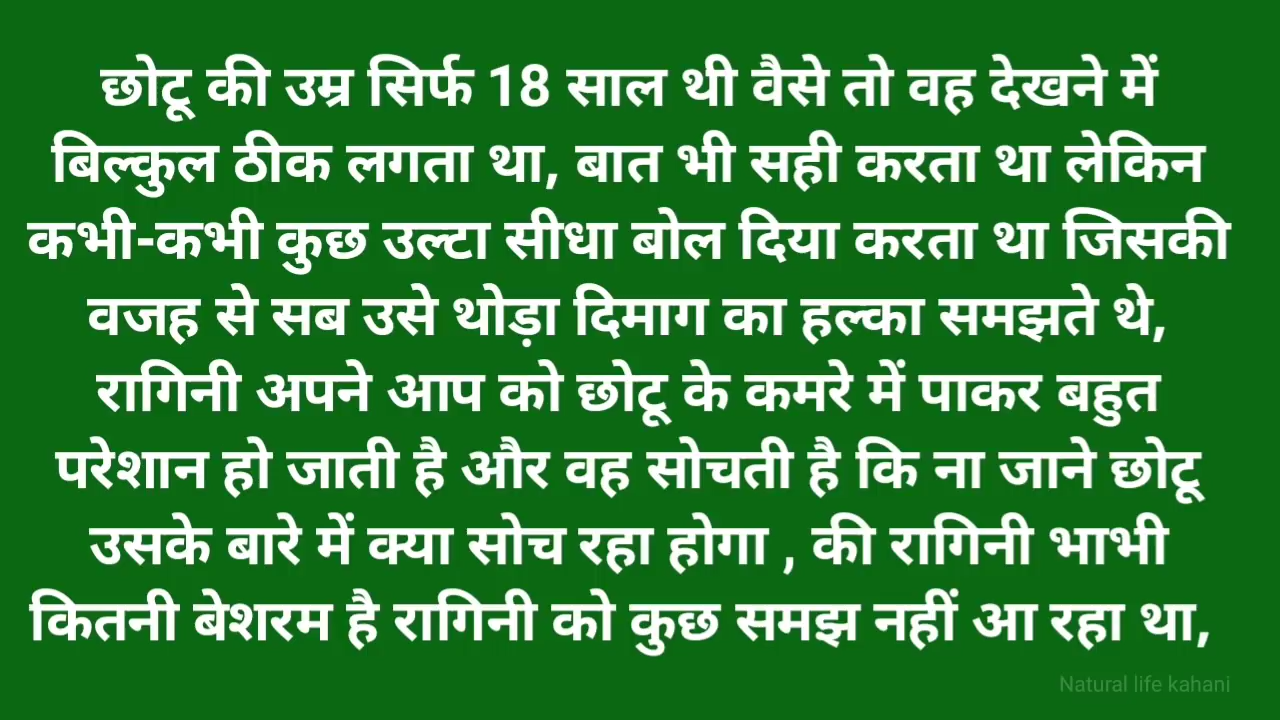 छोटू की उम्र सिर्फ 18 साल थी वैसे तो वह देखने में
बिल्कुल ठीक लगता था, बात भी सही करता था लेकिन
कभी-कभी कुछ उल्टा सीधा बोल दिया करता था जिसकी
वजह से सब उसे थोड़ा दिमाग का हल्का समझते थे,
रागिनी अपने आप को छोटू के कमरे में पाकर बहुत
परेशान हो जाती है और वह सोचती है कि ना जाने छोटू
उसके बारे में क्या सोच रहा होगा , की रागिनी भाभी
कितनी बेशरम है रागिनी को कुछ समझ नहीं आ रहा था,
Natural life kahani